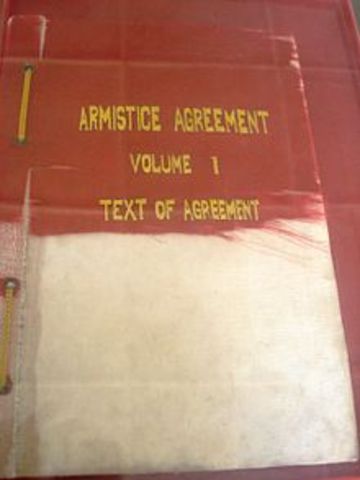 ARMISTICE AGREEMENT
VOLUME 1
TEXT OF AGREEMENT